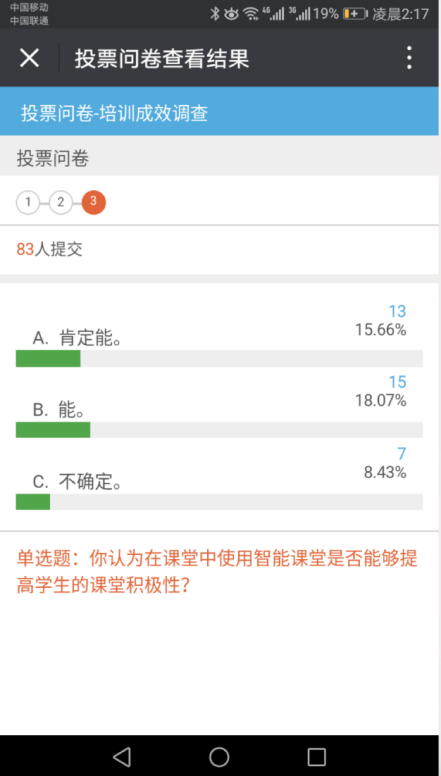 中国移动
中国联通
4G 3G 19% 凌晨2:17
投票问卷查看结果
投票问卷-培训成效调查
投票问卷
1 2 3
83人提交
13
A. 肯定能。 15.66%
15
B. 能。 18.07%
7
C. 不确定。 8.43%
单选题：你认为在课堂中使用智能课堂是否能够提
高学生的课堂积极性？